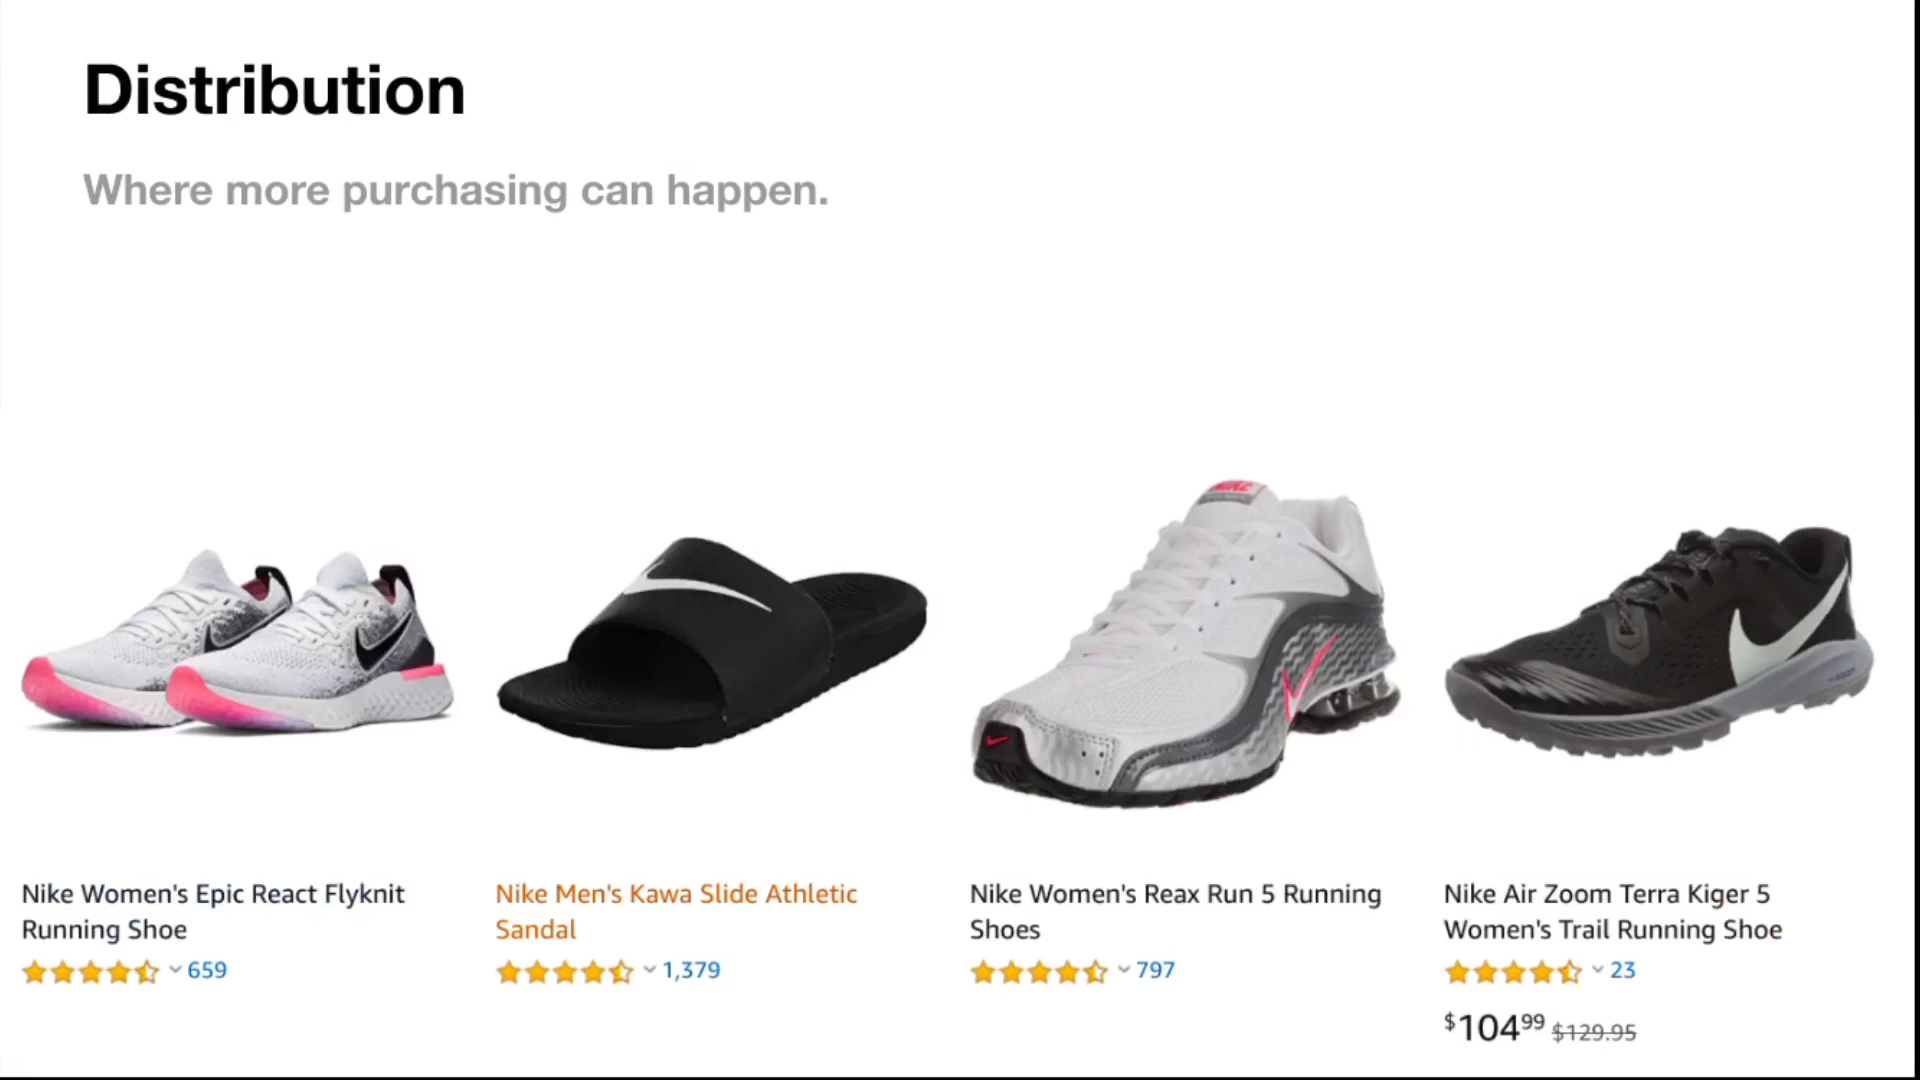 Distribution
Where more purchasing can happen.
NIKE
Nike Women's Epic React Flyknit
Running Shoe
659
Nike Men's Kawa Slide Athletic
Sandal
1,379
Nike Women's Reax Run 5 Running
Shoes
797
Nike Air Zoom Terra Kiger 5
Women's Trail Running Shoe
23
$104.99 $129.95